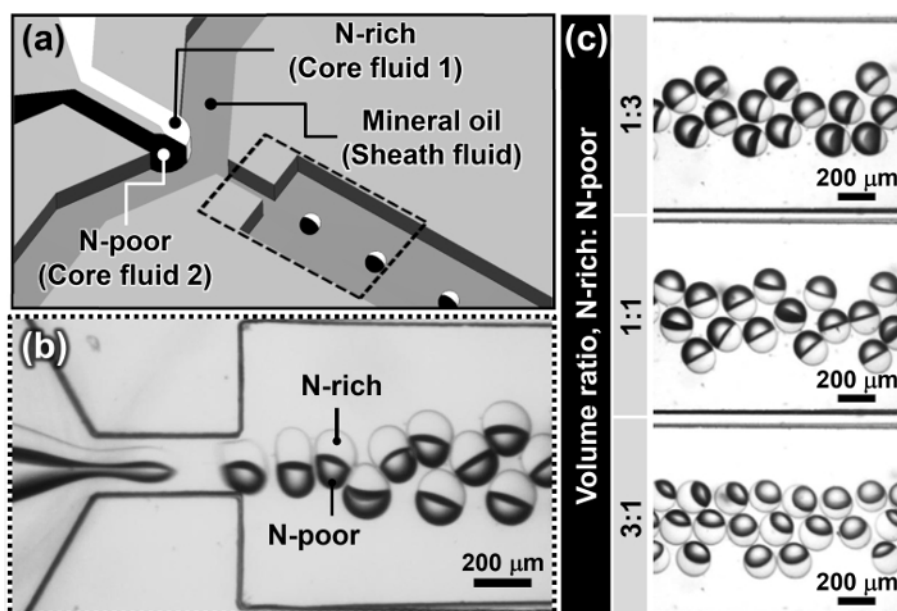 (a)
N-rich
(Core fluid 1)
Mineral oil
(Sheath fluid)
N-poor
(Core fluid 2)
(b)
N-rich
N-poor
200 μm
(c)
Volume ratio, N-rich: N-poor
1:3
200 μm
1:1
200 μm
3:1
200 μm